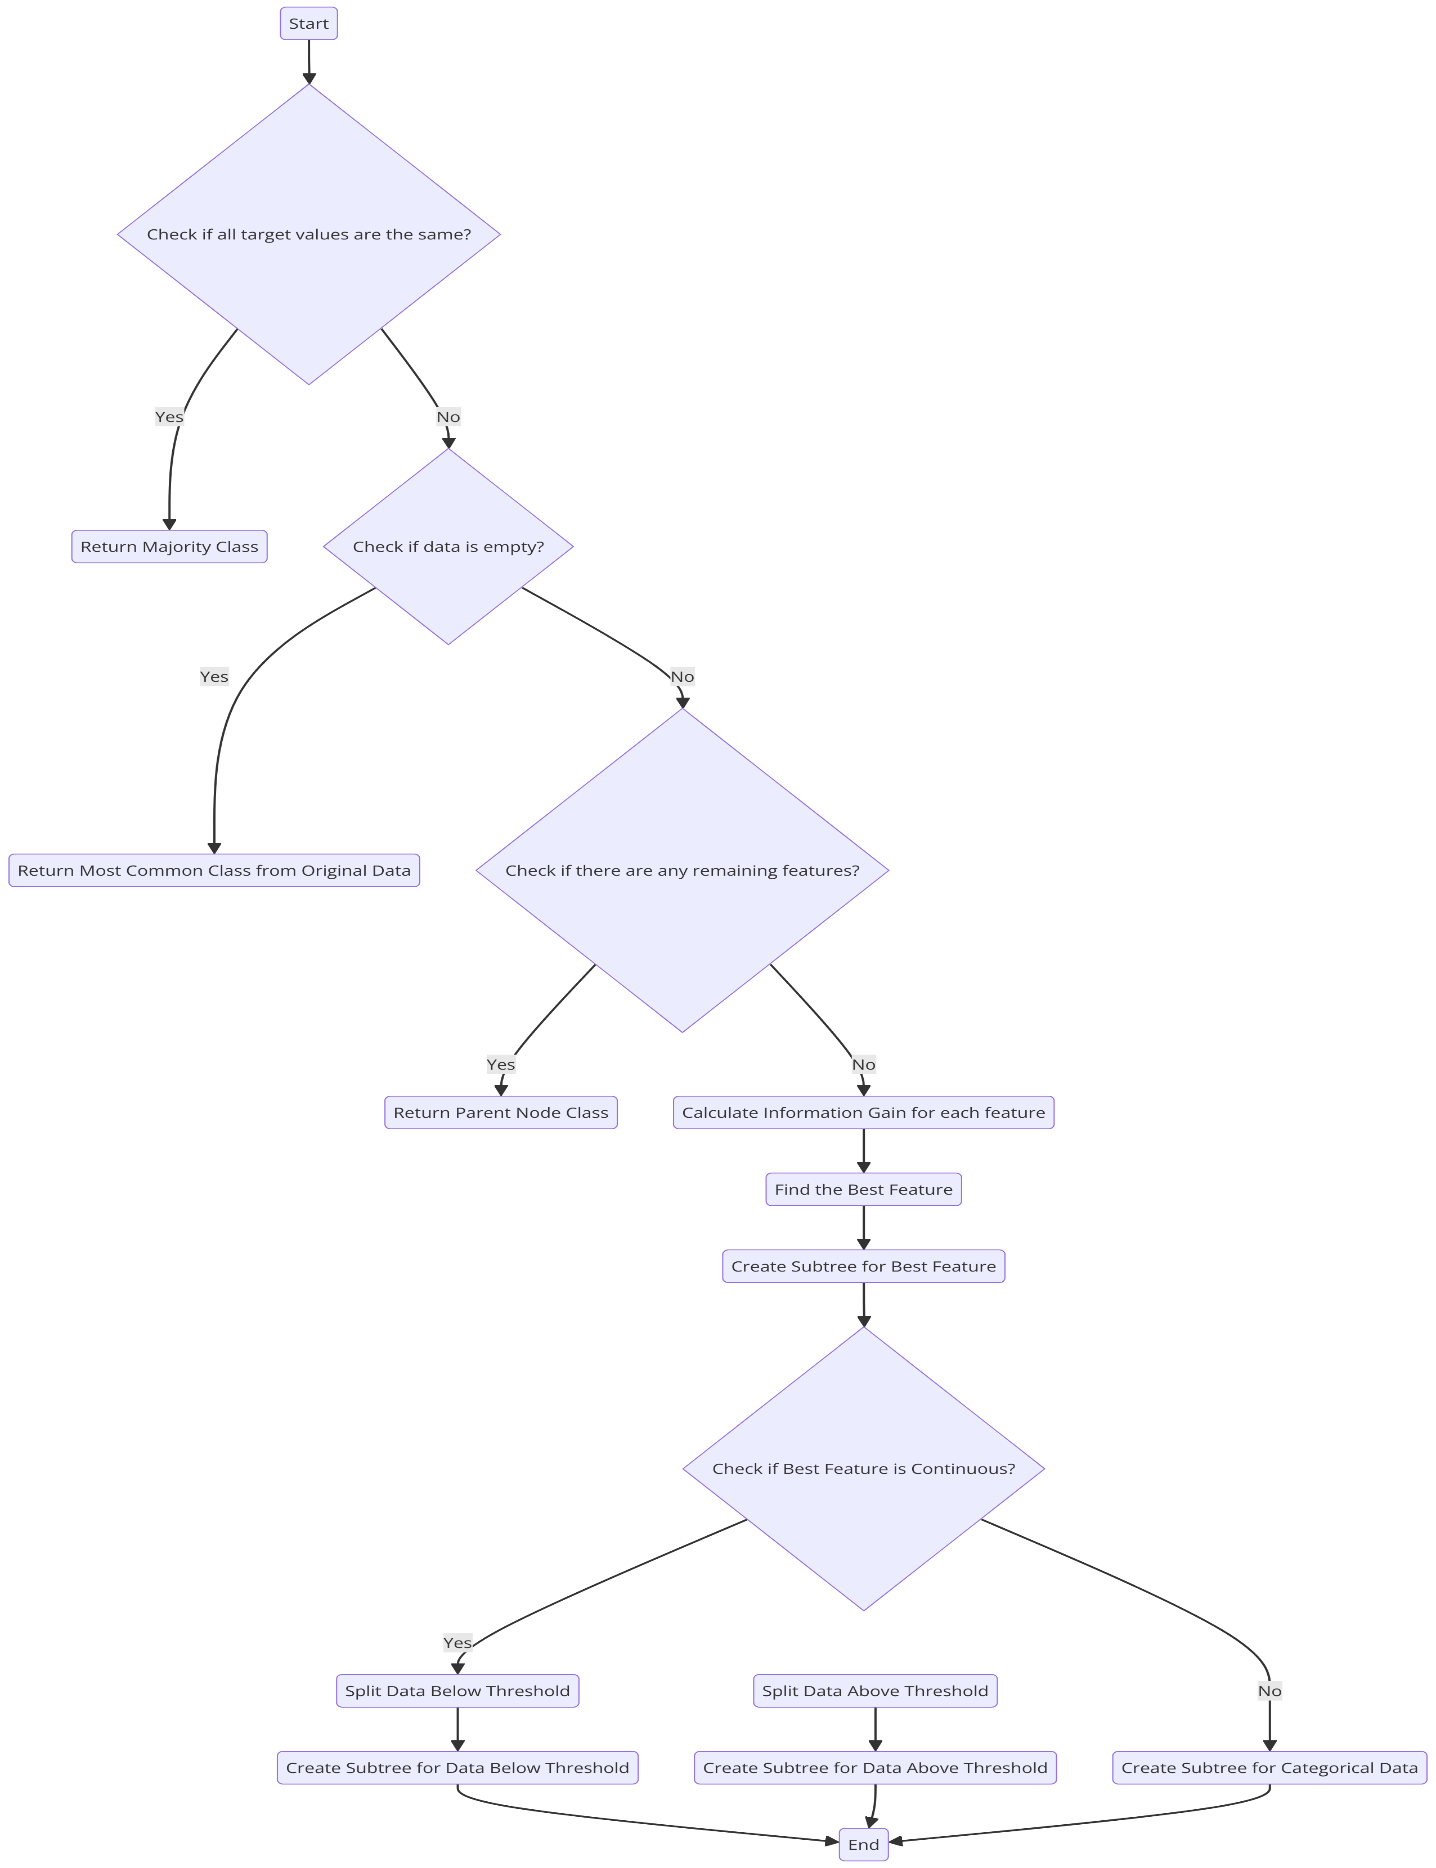 Start
Check if all target values are the same?
Yes
No
Return Majority Class
Check if data is empty?
Yes
No
Return Most Common Class from Original Data
Check if there are any remaining features?
Yes
No
Return Parent Node Class
Calculate Information Gain for each feature
Find the Best Feature
Create Subtree for Best Feature
Check if Best Feature is Continuous?
Yes
No
Split Data Below Threshold
Split Data Above Threshold
Create Subtree for Data Below Threshold
Create Subtree for Data Above Threshold
Create Subtree for Categorical Data
End